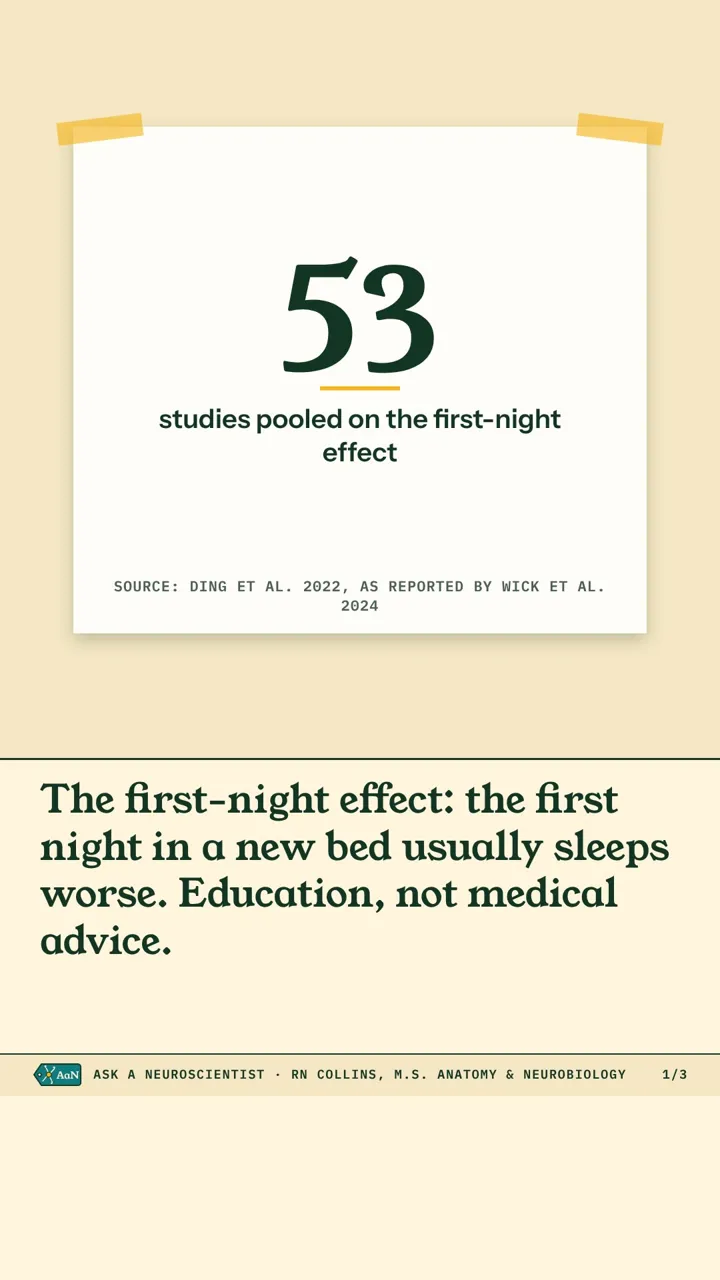 53
studies pooled on the first-night
effect
SOURCE: DING ET AL. 2022, AS REPORTED BY WICK ET AL.
2024
The first-night effect: the first
night in a new bed usually sleeps
worse. Education, not medical
advice.
AaN ASK A NEUROSCIENTIST · RN COLLINS, M.S. ANATOMY & NEUROBIOLOGY 1/3